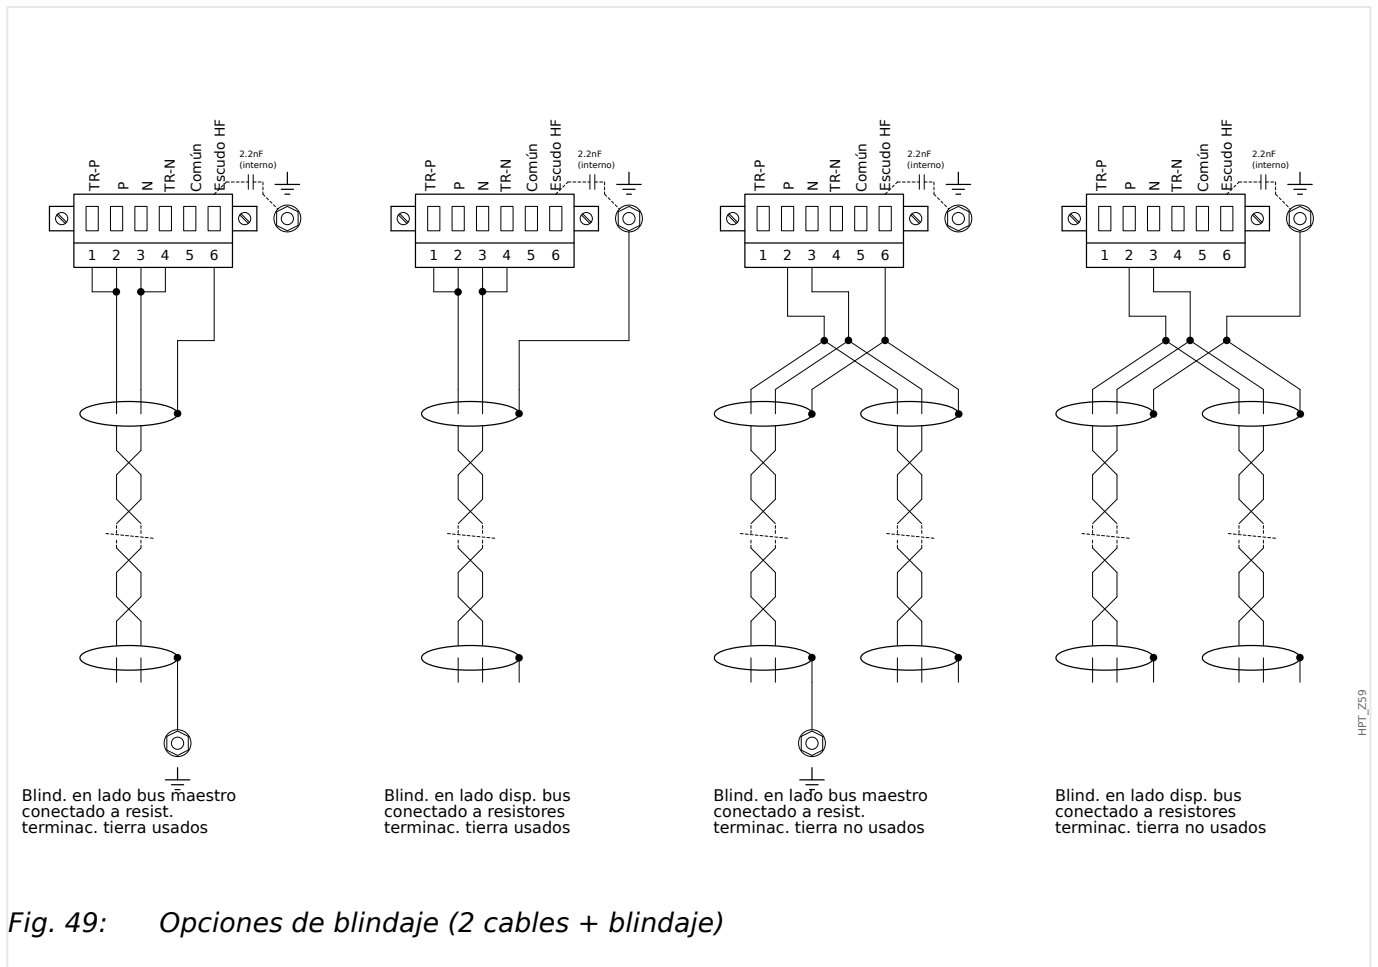 TR-P
P
N
TR-N
Común
Escudo HF
2.2nF
(interno)
1 2 3 4 5 6
Blind. en lado bus maestro
conectado a resist.
terminac. tierra usados
TR-P
P
N
TR-N
Común
Escudo HF
2.2nF
(interno)
1 2 3 4 5 6
Blind. en lado disp. bus
conectado a resistores
terminac. tierra usados
TR-P
P
N
TR-N
Común
Escudo HF
2.2nF
(interno)
1 2 3 4 5 6
Blind. en lado bus maestro
conectado a resist.
terminac. tierra no usados
TR-P
P
N
TR-N
Común
Escudo HF
2.2nF
(interno)
1 2 3 4 5 6
Blind. en lado disp. bus
conectado a resistores
terminac. tierra no usados
HPT_Z59
Fig. 49: Opciones de blindaje (2 cables + blindaje)